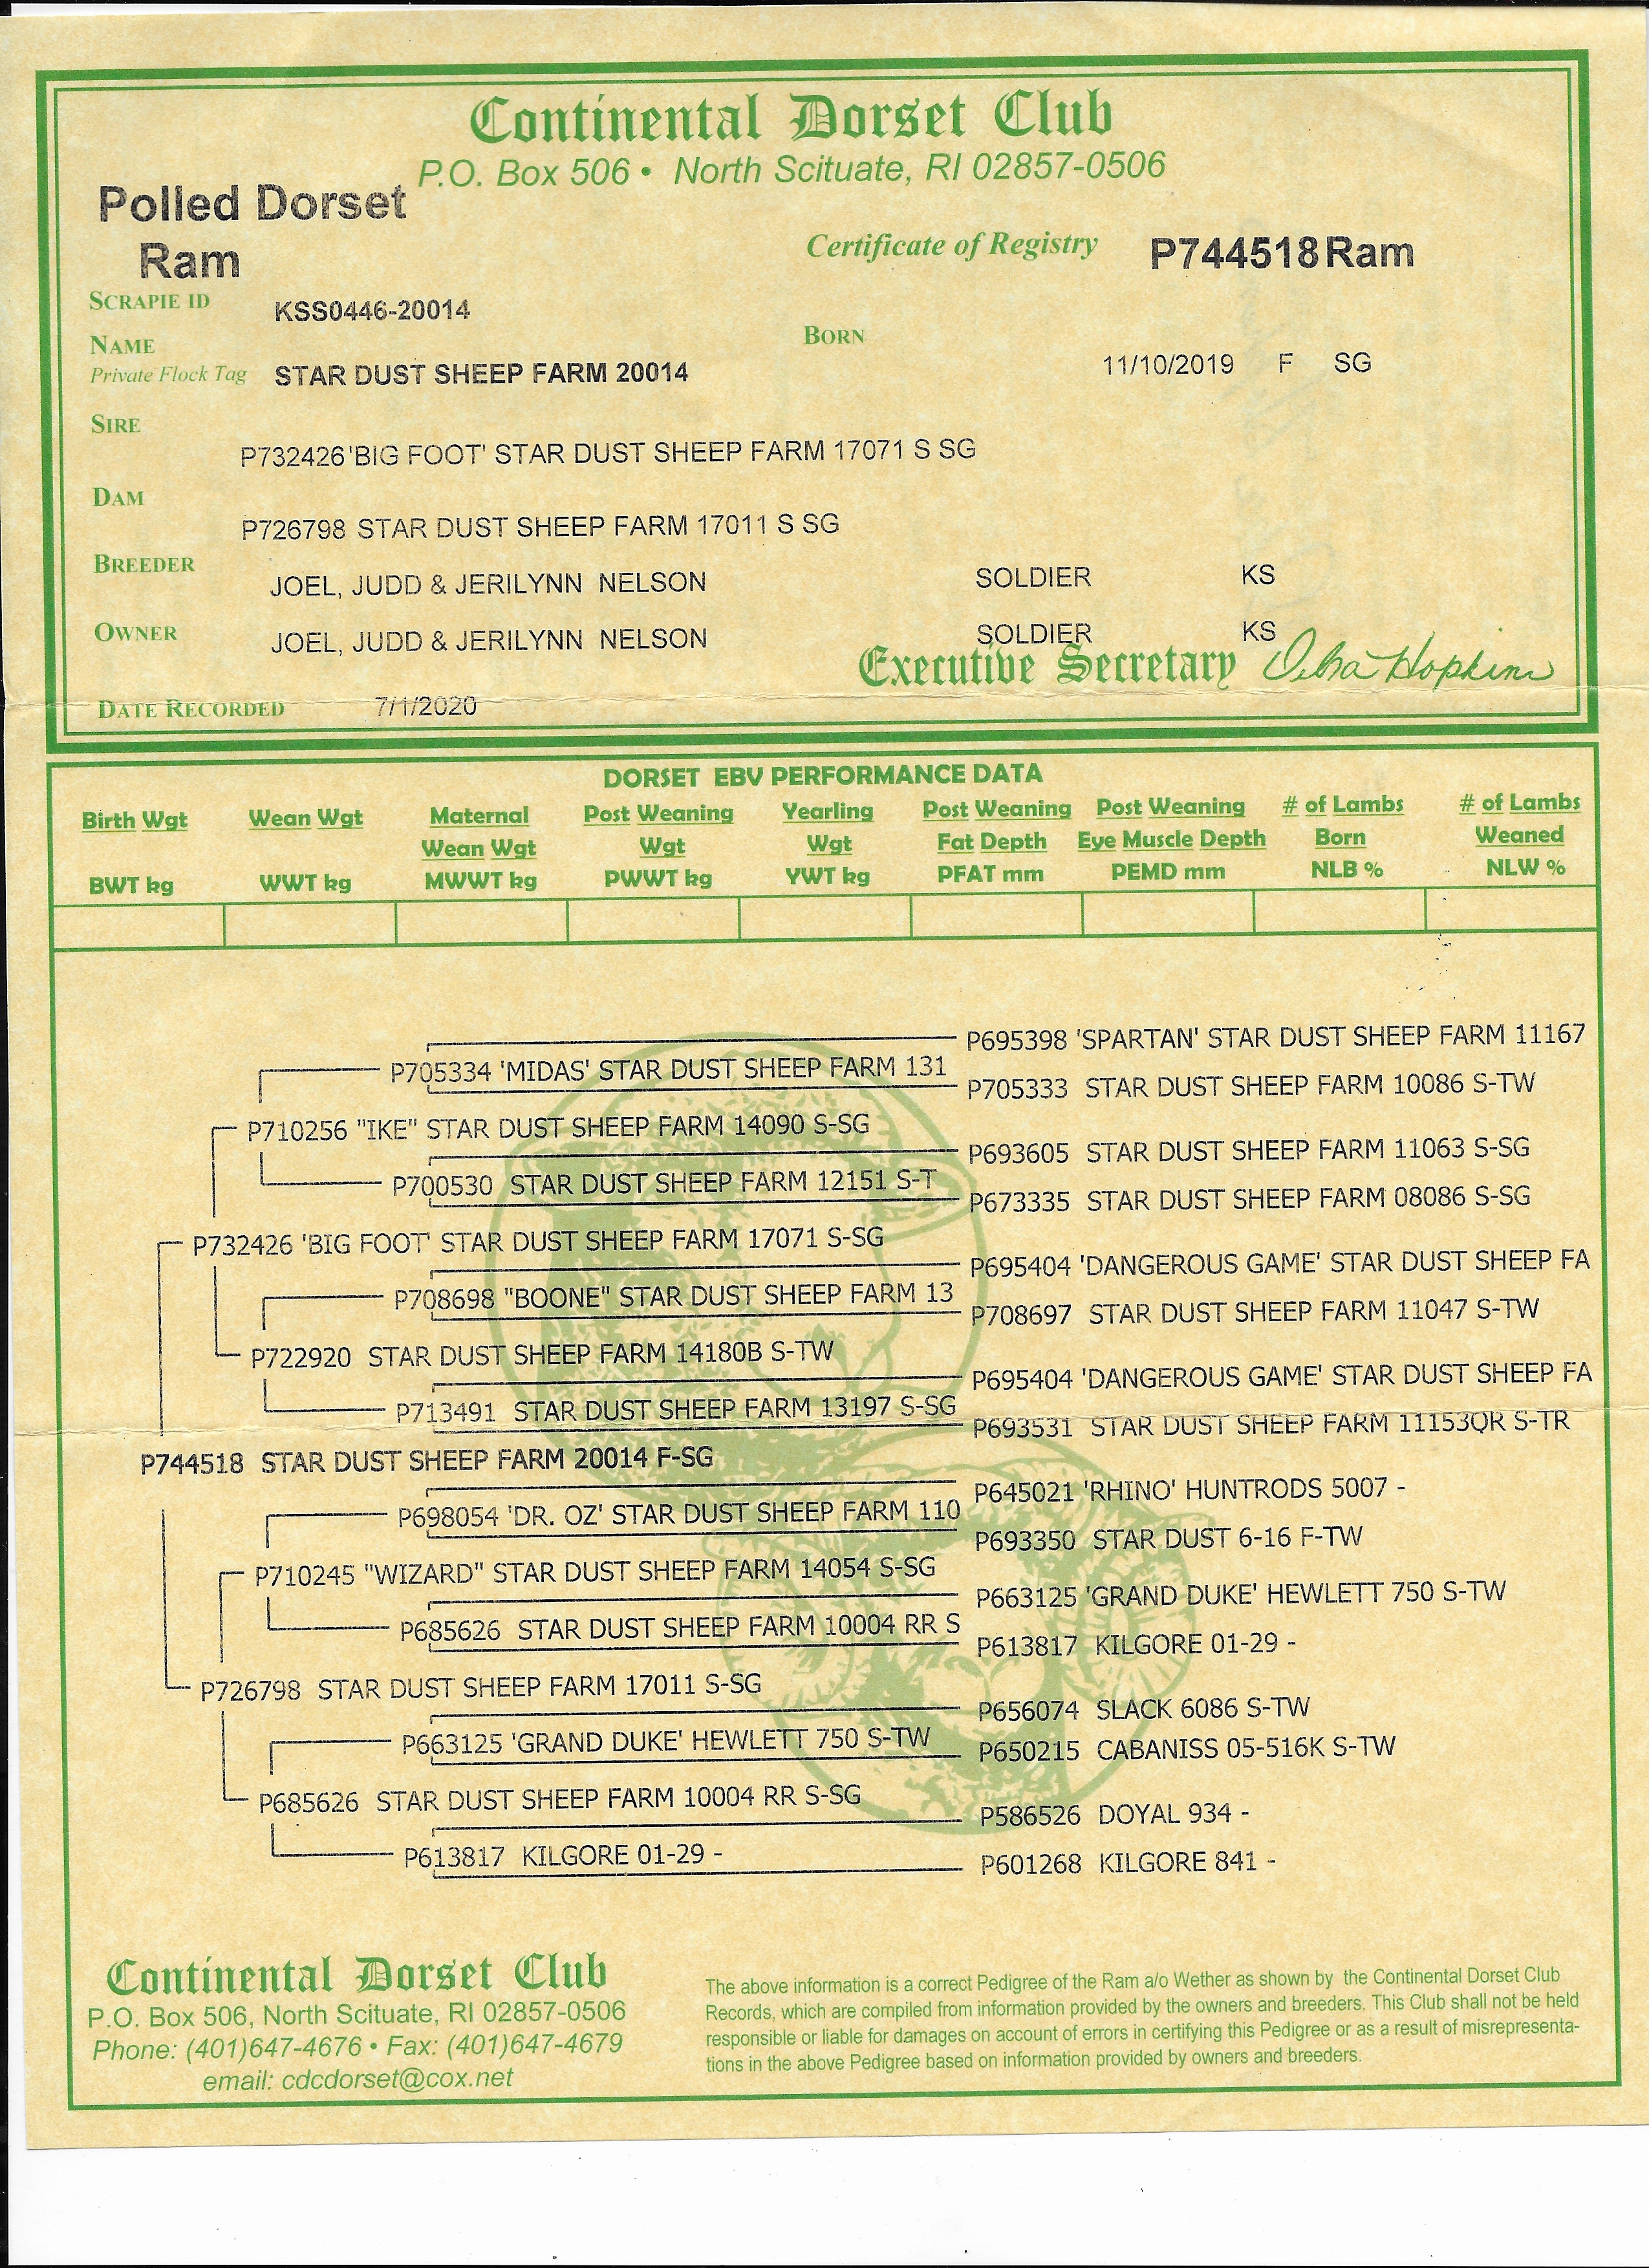 Continental Dorset Club
P.O. Box 506 • North Scituate, RI 02857-0506
Polled Dorset
Ram
Certificate of Registry P744518Ram
SCRAPIE ID KSS0446-20014
NAME
BORN
Private Flock Tag STAR DUST SHEEP FARM 20014
11/10/2019 F SG
SIRE
P732426'BIG FOOT' STAR DUST SHEEP FARM 17071 S SG
DAM
P726798 STAR DUST SHEEP FARM 17011 S SG
BREEDER JOEL, JUDD & JERILYNN NELSON SOLDIER KS
OWNER JOEL, JUDD & JERILYNN NELSON SOLDIER KS
Executive Secretary Debra Hopkins
DATE RECORDED 7/1/2020
DORSET EBV PERFORMANCE DATA
Birth Wgt Wean Wgt Maternal Post Weaning Yearling Post Weaning Post Weaning # of Lambs # of Lambs
Wean Wgt Wgt Wgt Fat Depth Eye Muscle Depth Born Weaned
BWT kg WWT kg MWWT kg PWWT kg YWT kg PFAT mm PEMD mm NLB % NLW %
P695398 'SPARTAN' STAR DUST SHEEP FARM 11167
P705334 'MIDAS' STAR DUST SHEEP FARM 131
P705333 STAR DUST SHEEP FARM 10086 S-TW
P710256 "IKE" STAR DUST SHEEP FARM 14090 S-SG
P693605 STAR DUST SHEEP FARM 11063 S-SG
P700530 STAR DUST SHEEP FARM 12151 S-T
P673335 STAR DUST SHEEP FARM 08086 S-SG
P732426 'BIG FOOT' STAR DUST SHEEP FARM 17071 S-SG
P695404 'DANGEROUS GAME' STAR DUST SHEEP FA
P708698 "BOONE" STAR DUST SHEEP FARM 13
P708697 STAR DUST SHEEP FARM 11047 S-TW
P722920 STAR DUST SHEEP FARM 14180B S-TW
P695404 'DANGEROUS GAME' STAR DUST SHEEP FA
P713491 STAR DUST SHEEP FARM 13197 S-SG
P693531 STAR DUST SHEEP FARM 11153QR S-TR
P744518 STAR DUST SHEEP FARM 20014 F-SG
P645021 'RHINO' HUNTRODS 5007 -
P698054 'DR. OZ' STAR DUST SHEEP FARM 110
P693350 STAR DUST 6-16 F-TW
P710245 "WIZARD" STAR DUST SHEEP FARM 14054 S-SG
P663125 'GRAND DUKE' HEWLETT 750 S-TW
P685626 STAR DUST SHEEP FARM 10004 RR S
P613817 KILGORE 01-29 -
P726798 STAR DUST SHEEP FARM 17011 S-SG
P656074 SLACK 6086 S-TW
P663125 'GRAND DUKE' HEWLETT 750 S-TW
P650215 CABANISS 05-516K S-TW
P685626 STAR DUST SHEEP FARM 10004 RR S-SG
P586526 DOYAL 934 -
P613817 KILGORE 01-29 -
P601268 KILGORE 841 -
Continental Dorset Club
P.O. Box 506, North Scituate, RI 02857-0506
Phone: (401)647-4676 • Fax: (401)647-4679
email: cdcdorset@cox.net
The above information is a correct Pedigree of the Ram a/o Wether as shown by the Continental Dorset Club
Records, which are compiled from information provided by the owners and breeders. This Club shall not be held
responsible or liable for damages on account of errors in certifying this Pedigree or as a result of misrepresenta-
tions in the above Pedigree based on information provided by owners and breeders.